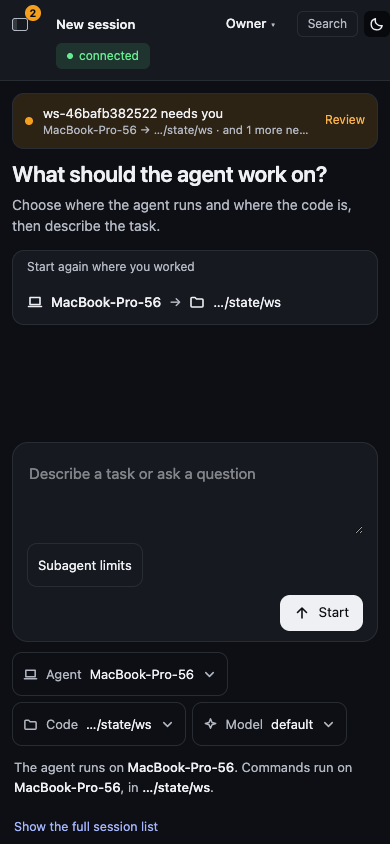 2
New session
Owner
Search
connected
ws-46bafb382522 needs you
MacBook-Pro-56 → .../state/ws · and 1 more ne...
Review
What should the agent work on?
Choose where the agent runs and where the code is,
then describe the task.
Start again where you worked
MacBook-Pro-56 → .../state/ws
Describe a task or ask a question
Subagent limits
Start
Agent MacBook-Pro-56
Code .../state/ws
Model default
The agent runs on MacBook-Pro-56. Commands run on
MacBook-Pro-56, in .../state/ws.
Show the full session list